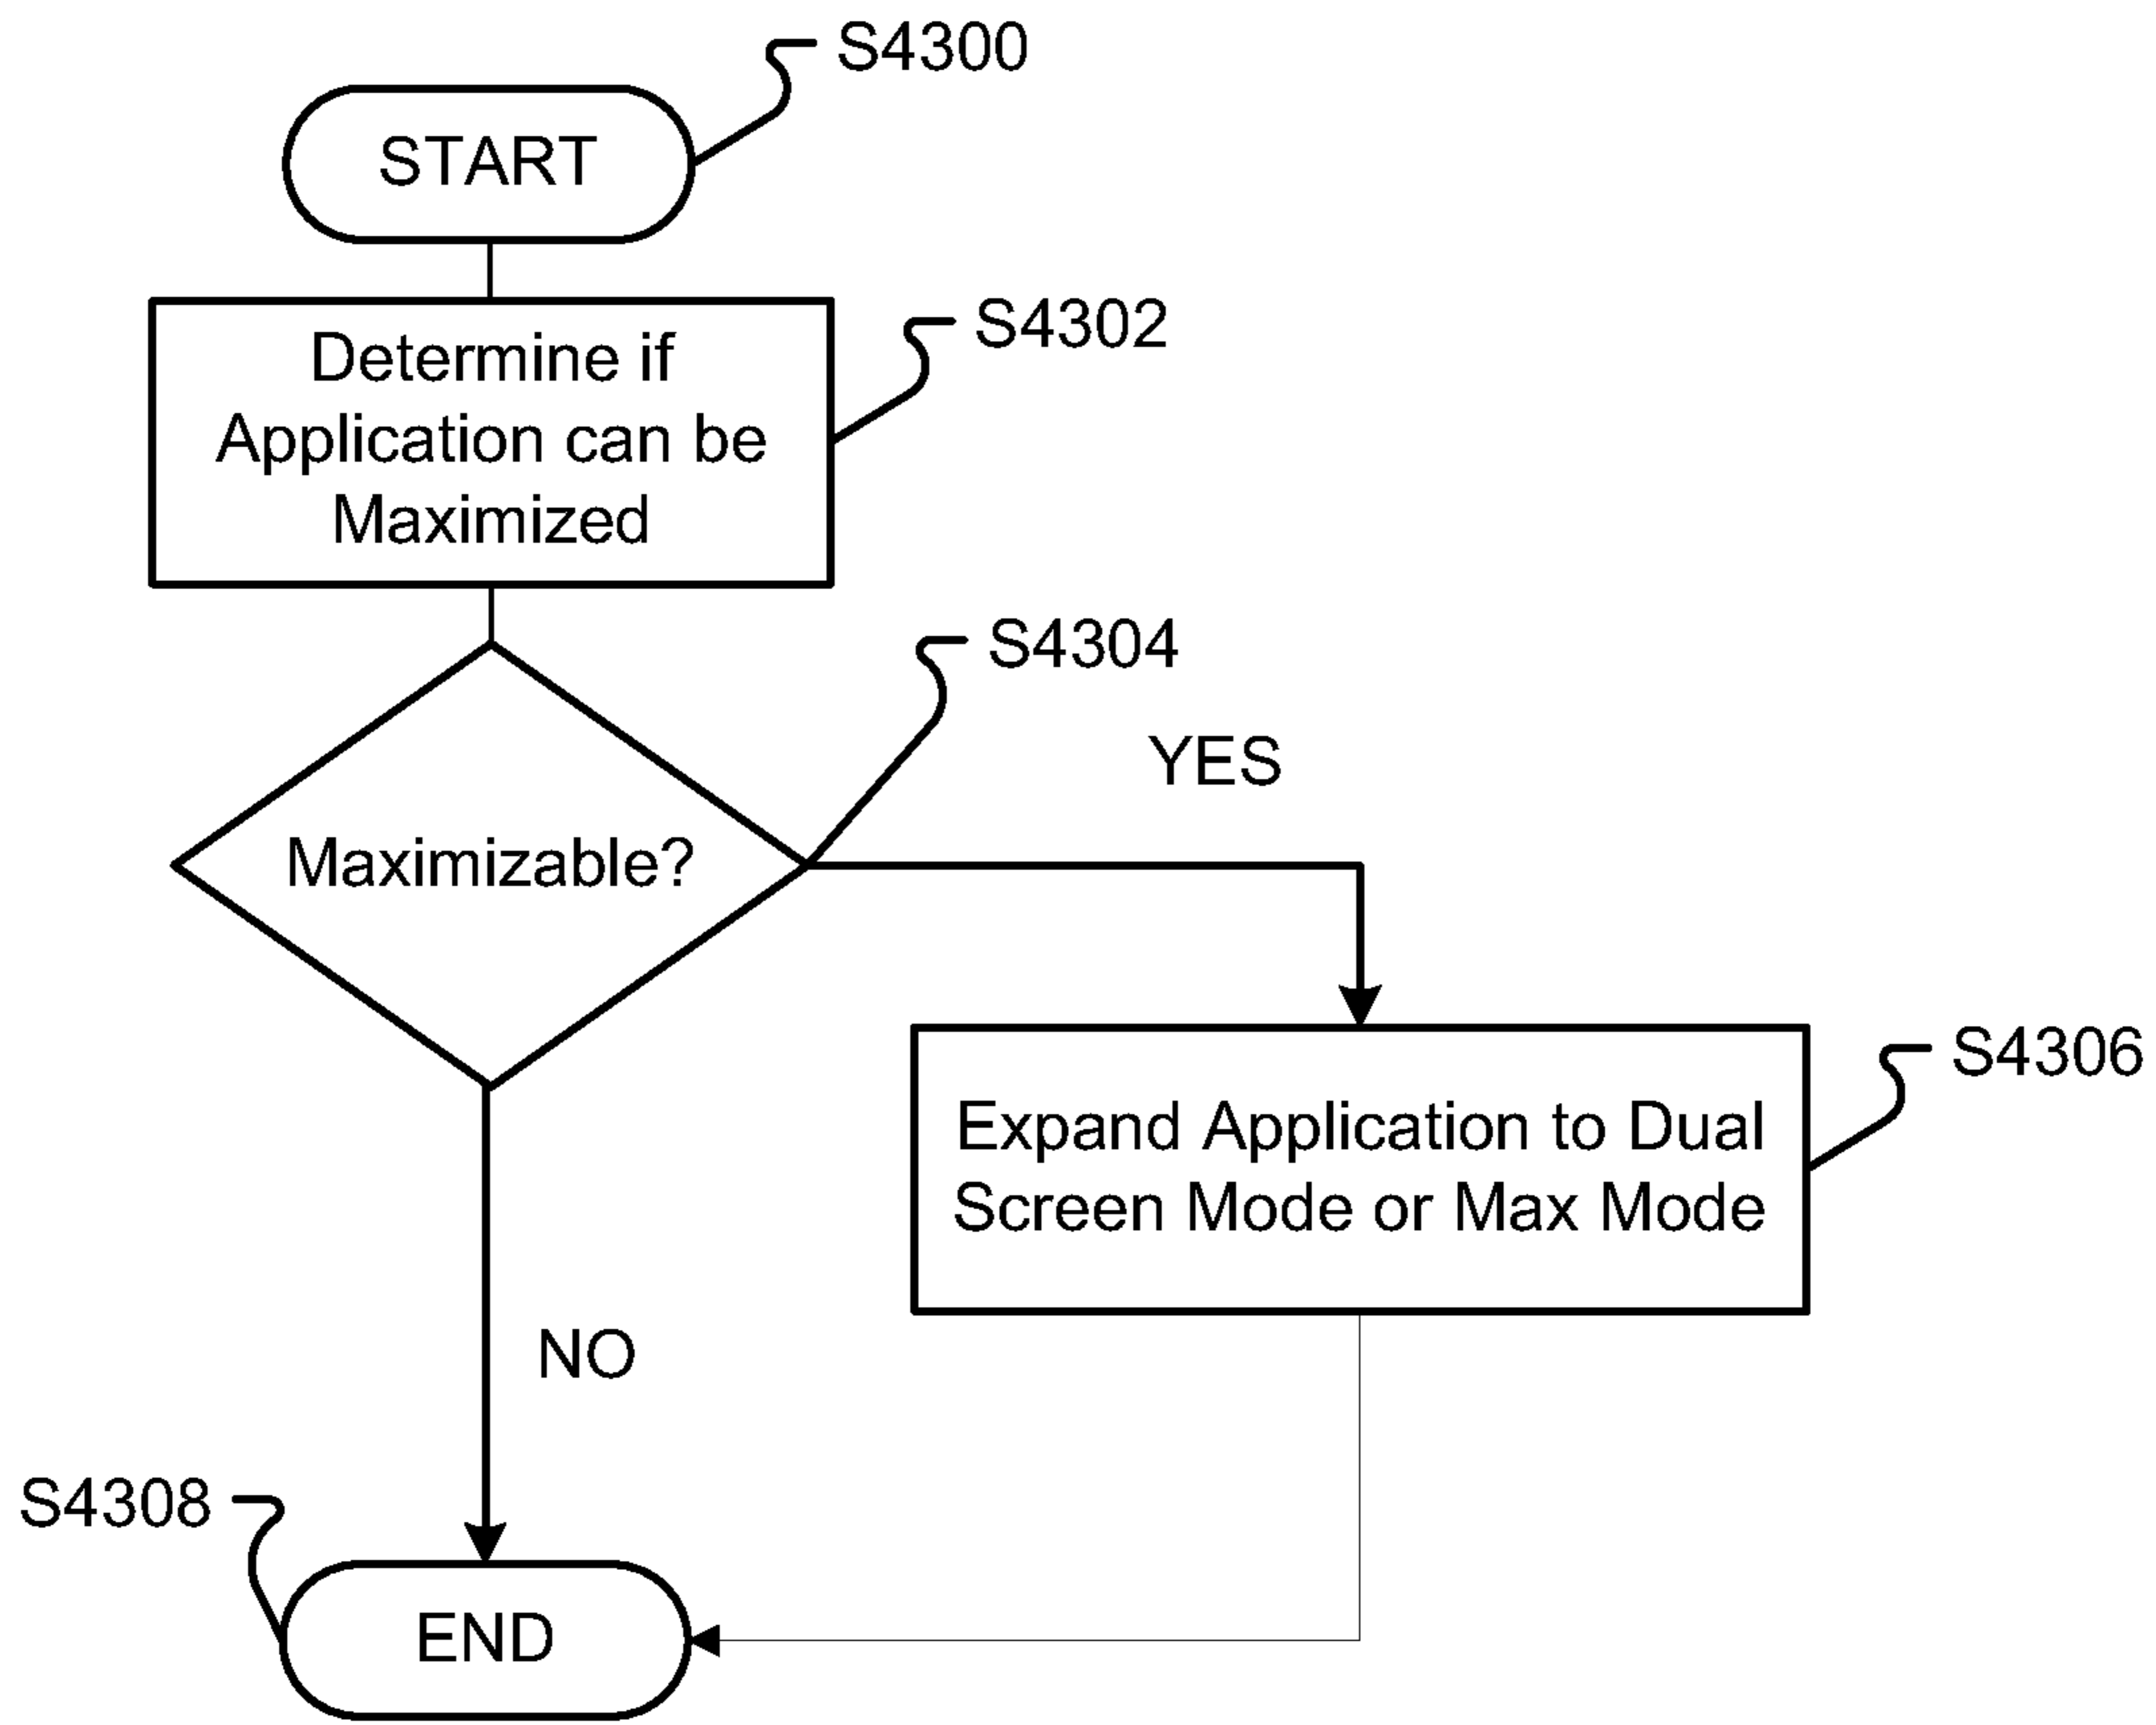 S4300
START
S4302
Determine if
Application can be
Maximized
S4304
YES
Maximizable?
S4306
Expand Application to Dual
Screen Mode or Max Mode
NO
S4308
END